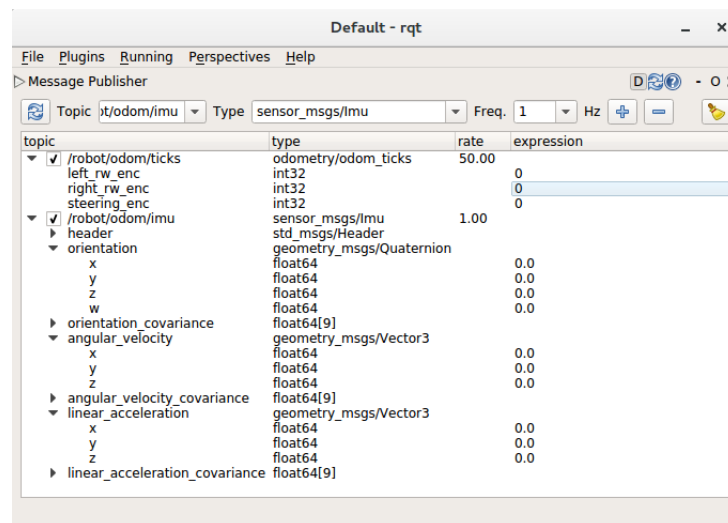 Default - rqt
File Plugins Running Perspectives Help
Message Publisher D - O
Topic ot/odom/imu Type sensor_msgs/Imu Freq. 1 Hz
topic type rate expression
/robot/odom/ticks odometry/odom_ticks 50.00
left_rw_enc int32 0
right_rw_enc int32 0
steering_enc int32 0
/robot/odom/imu sensor_msgs/Imu 1.00
header std_msgs/Header
orientation geometry_msgs/Quaternion
x float64 0.0
y float64 0.0
z float64 0.0
w float64 0.0
orientation_covariance float64[9]
angular_velocity geometry_msgs/Vector3
x float64 0.0
y float64 0.0
z float64 0.0
angular_velocity_covariance float64[9]
linear_acceleration geometry_msgs/Vector3
x float64 0.0
y float64 0.0
z float64 0.0
linear_acceleration_covariance float64[9]